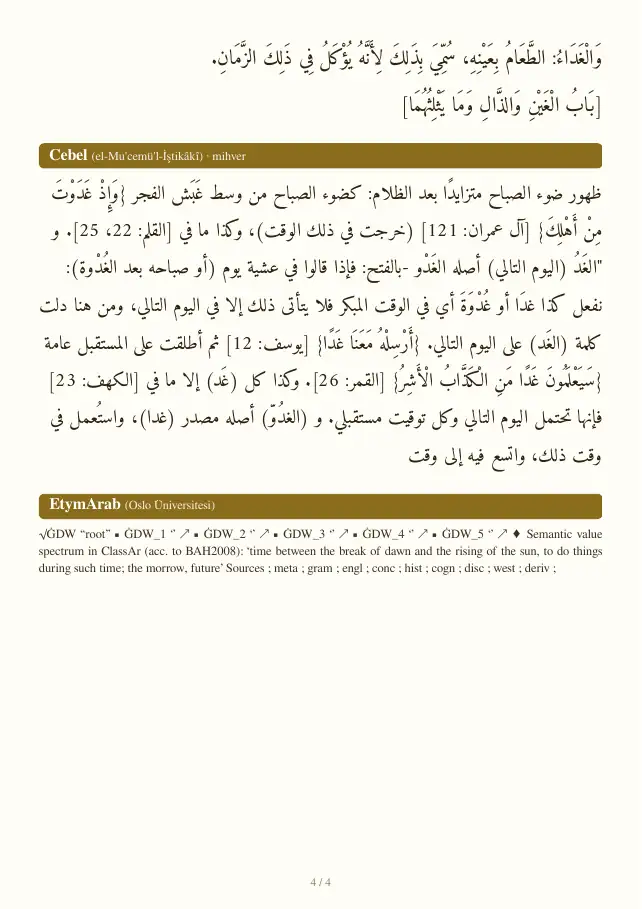 وَالْغَدَاءُ: الطَّعَامُ بِعَيْنِهِ، سُمِّيَ بِذَلِكَ لِأَنَّهُ يُؤْكَلُ فِي ذَلِكَ الزَّمَانِ.
[بَابُ الْغَيْنِ وَالذَّالِ وَمَا يَثْلِثُهُمَا]
Cebel (el-Mu'cemü'l-İştikâkî) · mihver
ظهور ضوء الصباح متزايدًا بعد الظلام: كضوء الصباح من وسط غَبَش الفجر {وَإِذْ غَدَوْتَ
مِنْ أَهْلِكَ} [آل عمران: 121] (خرجت في ذلك الوقت)، وكذا ما في [القلم: 22، 25]. و
"الغَدُ (اليوم التالي) أصله الغَدْو -بالفتح: فإذا قالوا في عشية يوم (أو صباحه بعد الغُدْوة):
نفعل كذا غدَا أو غُدْوَةَ أي في الوقت المبكر فلا يتأتى ذلك إلا في اليوم التالي، ومن هنا دلت
كلمة (الغَد) على اليوم التالي. {أَرْسِلْهُ مَعَنَا غَدًا} [يوسف: 12] ثم أطلقت على المستقبل عامة
{سَيَعْلَمُونَ غَدًا مَنِ الْكَذَّابُ الْأَشِرُ} [القمر: 26]. وكذا كل (غَد) إلا ما في [الكهف: 23]
فإنها تحتمل اليوم التالي وكل توقيت مستقبلي. و (الغدُوّ) أصله مصدر (غدا)، واستُعمل في
وقت ذلك، واتسع فيه إلى وقت
EtymArab (Oslo Üniversitesi)
√ĠDW “root” ▪ ĠDW_1 ‘’ ↗ ▪ ĠDW_2 ‘’ ↗ ▪ ĠDW_3 ‘’ ↗ ▪ ĠDW_4 ‘’ ↗ ▪ ĠDW_5 ‘’ ↗ ♦ Semantic value
spectrum in ClassAr (acc. to BAH2008): ‘time between the break of dawn and the rising of the sun, to do things
during such time; the morrow, future’ Sources ; meta ; gram ; engl ; conc ; hist ; cogn ; disc ; west ; deriv ;
4 / 4